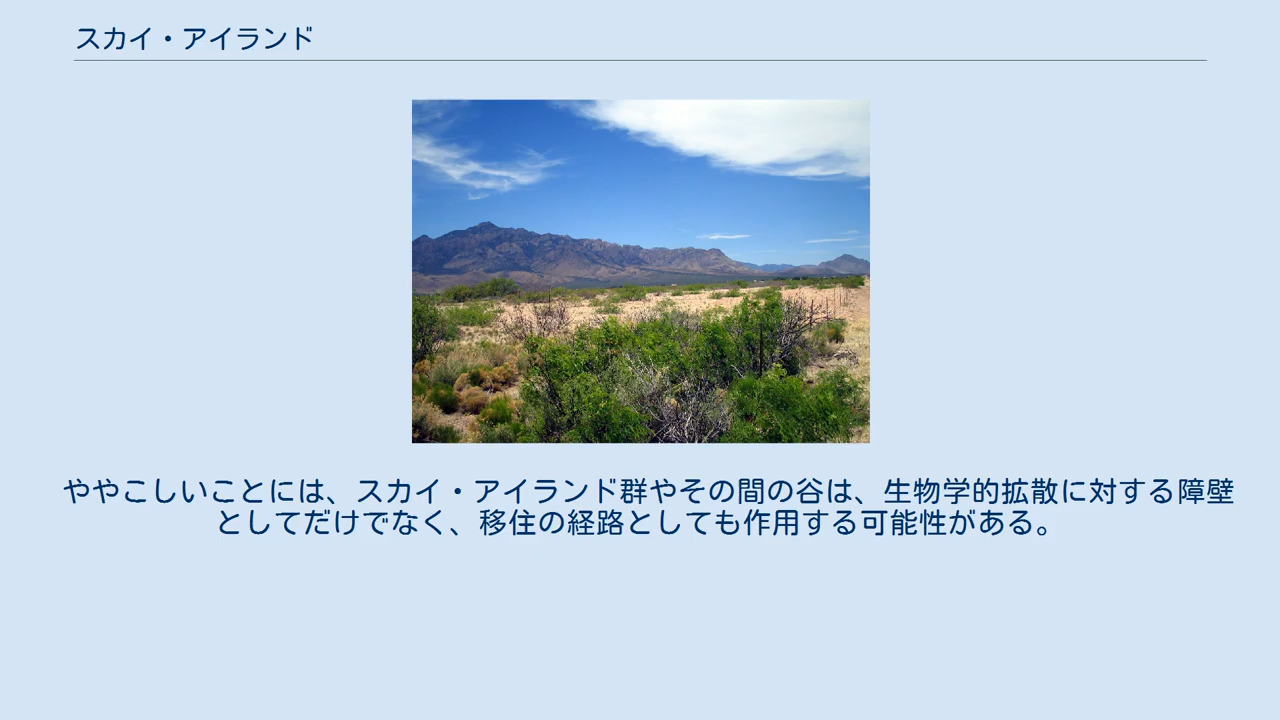 スカイ・アイランド
ややこしいことには、スカイ・アイランド群やその間の谷は、生物学的拡散に対する障壁
としてだけでなく、移住の経路としても作用する可能性がある。